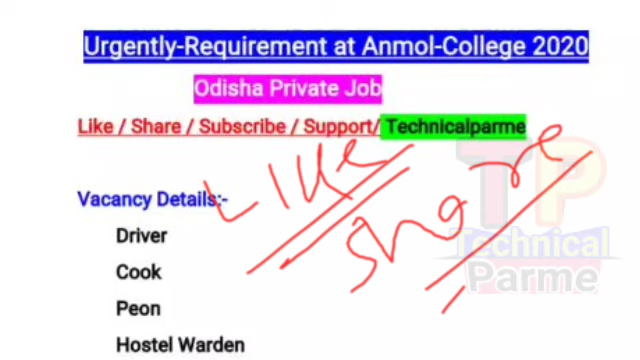 Urgently-Requirement at Anmol-College 2020
Odisha Private Job
Like / Share / Subscribe / Support/ Technicalparme
Vacancy Details:-
Like
Share
Driver
Cook
Peon
Hostel Warden
TP
Technical
Parme